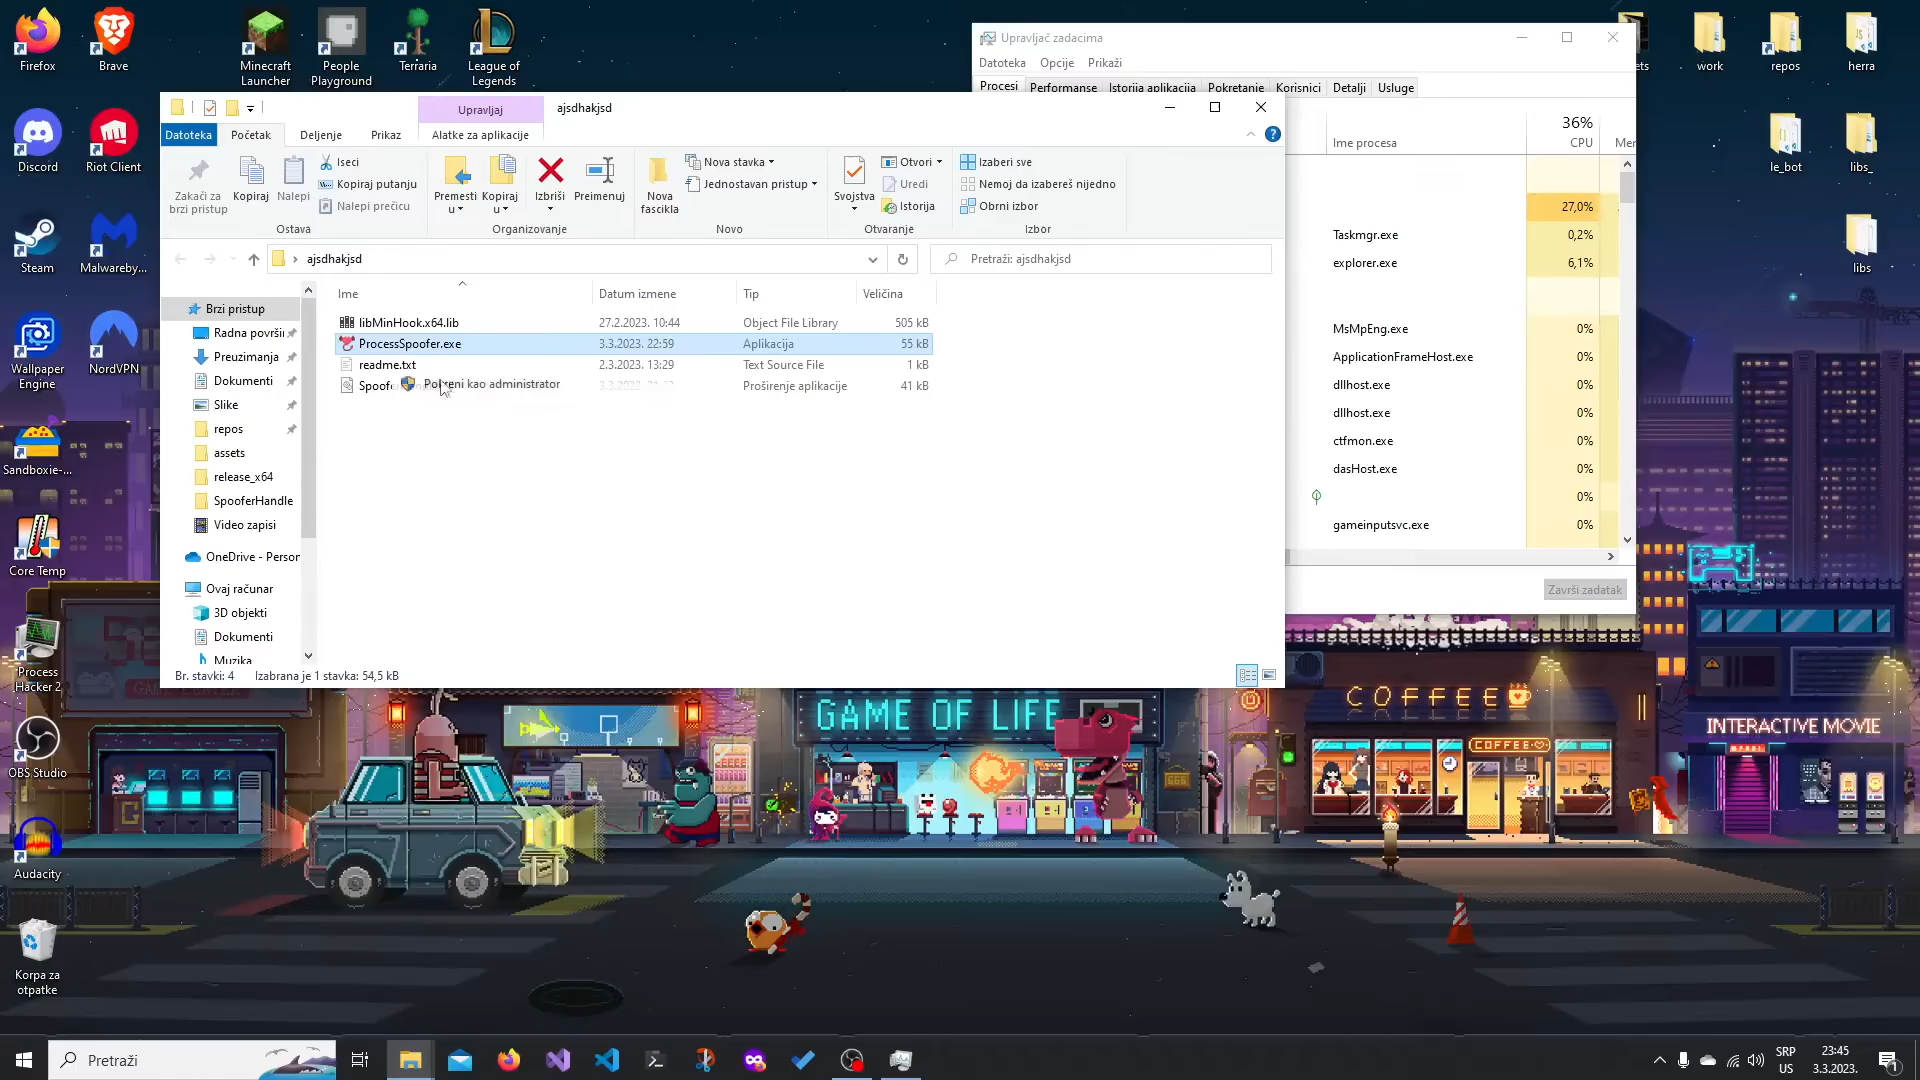 Firefox
Brave
Minecraft
Launcher
People
Playground
Terraria
League of
Legends
Discord
Riot Client
Steam
Malwareby...
Wallpaper
Engine
NordVPN
Sandboxie-...
Core Temp
Process
Hacker 2
OBS Studio
Audacity
Korpa za
otpatke
work
repos
herra
le_bot
libs_
libs
Upravljač zadacima
Datoteka Opcije Prikaži
Procesi Performanse Istorija aplikacija Pokretanje Korisnici Detalji Usluge
36%
Ime procesa CPU
27,0%
Taskmgr.exe 0,2%
explorer.exe 6,1%
MsMpEng.exe 0%
ApplicationFrameHost.exe 0%
dllhost.exe 0%
dllhost.exe 0%
ctfmon.exe 0%
dasHost.exe 0%
0%
gameinputsvc.exe 0%
Završi zadatak
Upravljaj ajsdhakjsd
Datoteka Početak Deljenje Prikaz Alatke za aplikacije
Zakači za
brzi pristup
Kopiraj
Nalepi
Iseci
Kopiraj putanju
Nalepi prečicu
Ostava
Premesti
u
Kopiraj
u
Izbriši
Preimenuj
Organizovanje
Nova
fascikla
Nova stavka
Jednostavan pristup
Novo
Svojstva
Otvori
Uredi
Istorija
Otvaranje
Izaberi sve
Nemoj da izabereš nijedno
Obrni izbor
Izbor
ajsdhakjsd
Pretraži: ajsdhakjsd
Brzi pristup
Preuzimanja
Dokumenti
Slike
repos
assets
release_x64
SpooferHandle
Video zapisi
OneDrive - Person
Ovaj računar
3D objekti
Dokumenti
Muzika
Ime Datum izmene Tip Veličina
libMinHook.x64.lib 27.2.2023. 10:44 Object File Library 505 kB
ProcessSpoofer.exe 3.3.2023. 22:59 Aplikacija 55 kB
readme.txt 2.3.2023. 13:29 Text Source File 1 kB
Proširenje aplikacije 41 kB
kao administrator
Br. stavki: 4 Izabrana je 1 stavka: 54,5 kB
GAME OF LIFE
COFFEE
COFFEE
INTERACTIVE MOVIE
Pretraži
SRP
US
23:45
3.3.2023.
1